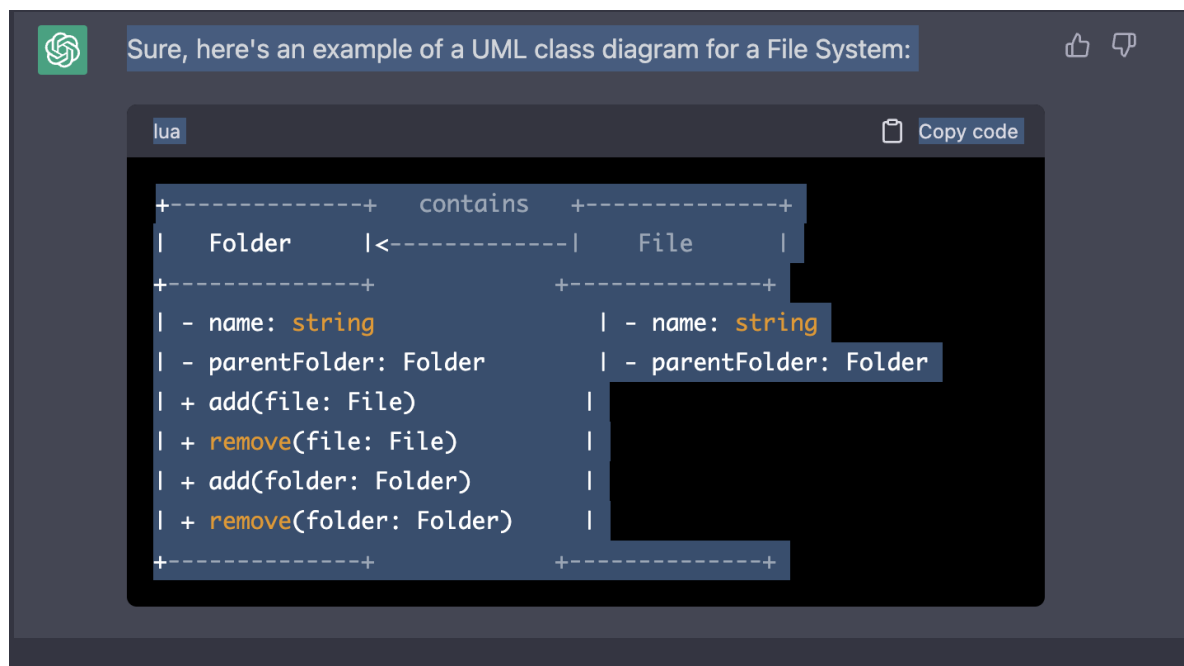 Sure, here's an example of a UML class diagram for a File System:
lua Copy code
+--------------+   contains   +--------------+
|   Folder     |<-------------|    File      |
+--------------+             +--------------+
| - name: string                | - name: string
| - parentFolder: Folder        | - parentFolder: Folder
| + add(file: File)            |
| + remove(file: File)         |
| + add(folder: Folder)        |
| + remove(folder: Folder)     |
+--------------+             +--------------+